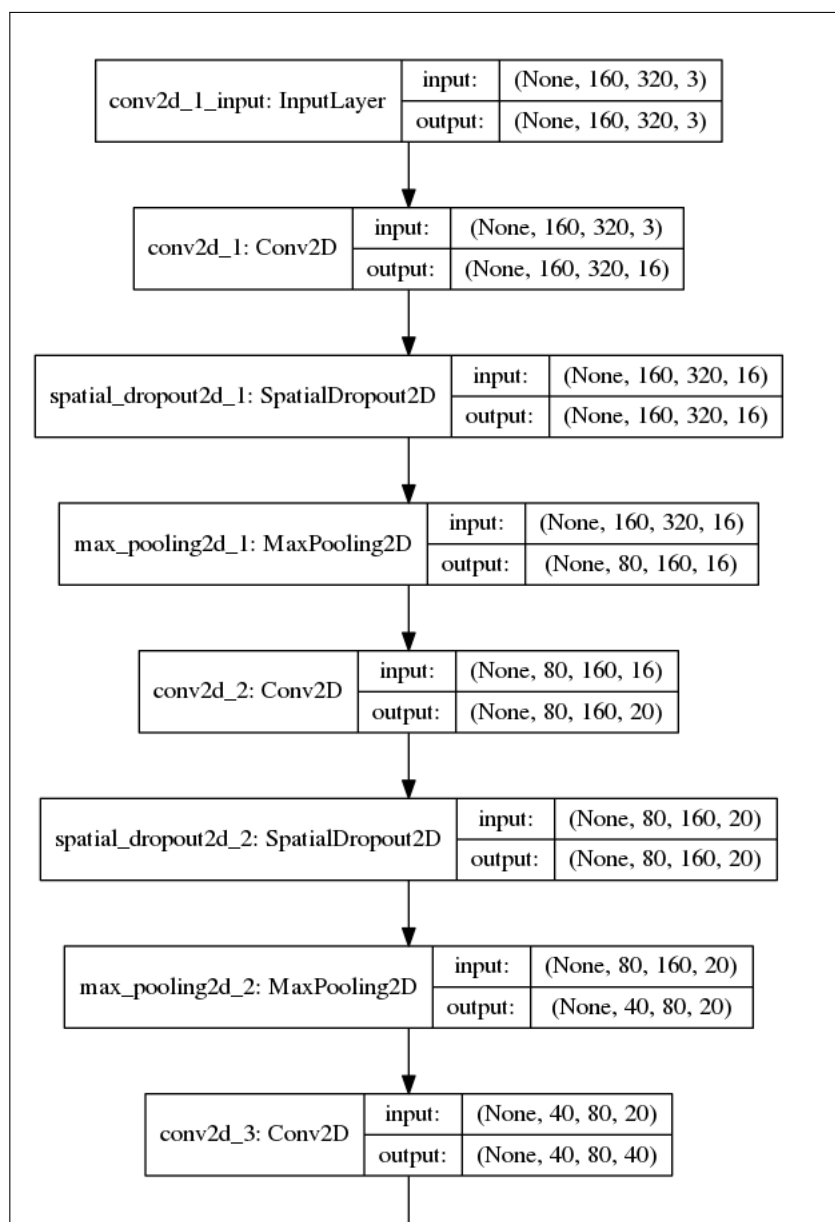 conv2d_1_input: InputLayer
input: (None, 160, 320, 3)
output: (None, 160, 320, 3)
conv2d_1: Conv2D
input: (None, 160, 320, 3)
output: (None, 160, 320, 16)
spatial_dropout2d_1: SpatialDropout2D
input: (None, 160, 320, 16)
output: (None, 160, 320, 16)
max_pooling2d_1: MaxPooling2D
input: (None, 160, 320, 16)
output: (None, 80, 160, 16)
conv2d_2: Conv2D
input: (None, 80, 160, 16)
output: (None, 80, 160, 20)
spatial_dropout2d_2: SpatialDropout2D
input: (None, 80, 160, 20)
output: (None, 80, 160, 20)
max_pooling2d_2: MaxPooling2D
input: (None, 80, 160, 20)
output: (None, 40, 80, 20)
conv2d_3: Conv2D
input: (None, 40, 80, 20)
output: (None, 40, 80, 40)